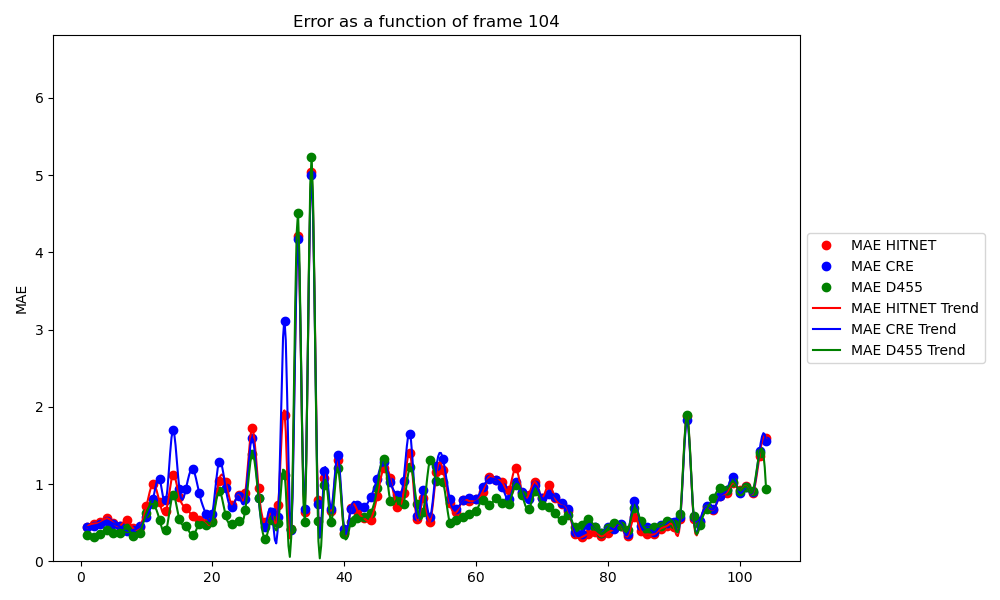 Error as a function of frame 104
MAE
6
5
4
3
2
1
0
0 20 40 60 80 100
MAE HITNET
MAE CRE
MAE D455
MAE HITNET Trend
MAE CRE Trend
MAE D455 Trend